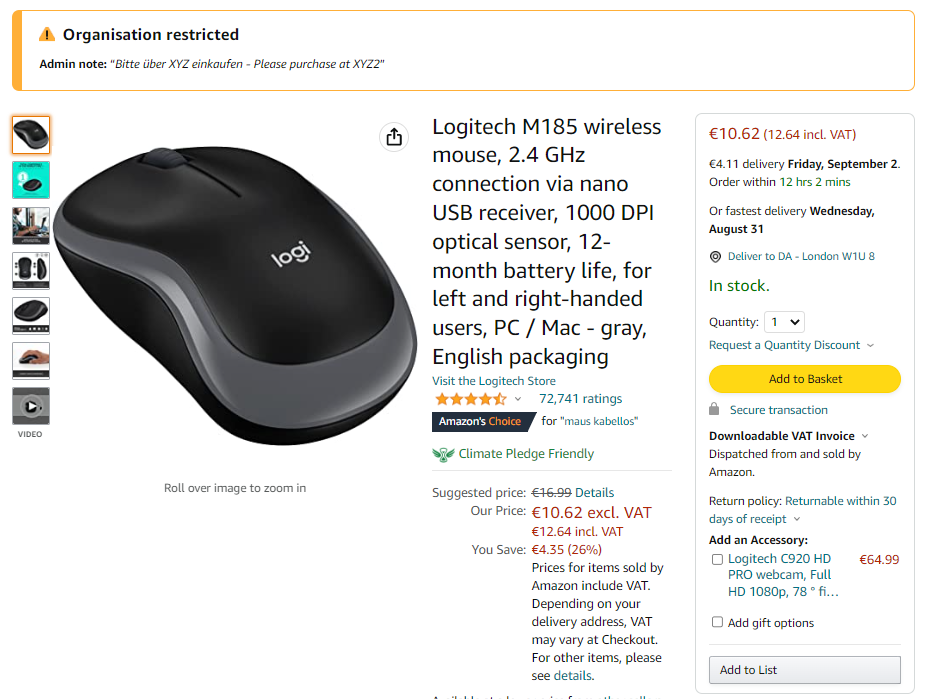 Organisation restricted
Admin note: "Bitte über XYZ einkaufen - Please purchase at XYZ2"
logi
VIDEO
Roll over image to zoom in
Logitech M185 wireless
mouse, 2.4 GHz
connection via nano
USB receiver, 1000 DPI
optical sensor, 12-
month battery life, for
left and right-handed
users, PC / Mac - gray,
English packaging
Visit the Logitech Store
72,741 ratings
Amazon's Choice for "maus kabellos"
Climate Pledge Friendly
Suggested price: €16.99 Details
Our Price: €10.62 excl. VAT
€12.64 incl. VAT
You Save: €4.35 (26%)
Prices for items sold by
Amazon include VAT.
Depending on your
delivery address, VAT
may vary at Checkout.
For other items, please
see details.
€10.62 (12.64 incl. VAT)
€4.11 delivery Friday, September 2.
Order within 12 hrs 2 mins
Or fastest delivery Wednesday,
August 31
Deliver to DA - London W1U 8
In stock.
Quantity: 1
Request a Quantity Discount
Add to Basket
Secure transaction
Downloadable VAT Invoice
Dispatched from and sold by
Amazon.
Return policy: Returnable within 30
days of receipt
Add an Accessory:
Logitech C920 HD €64.99
PRO webcam, Full
HD 1080p, 78 ° fi…
Add gift options
Add to List